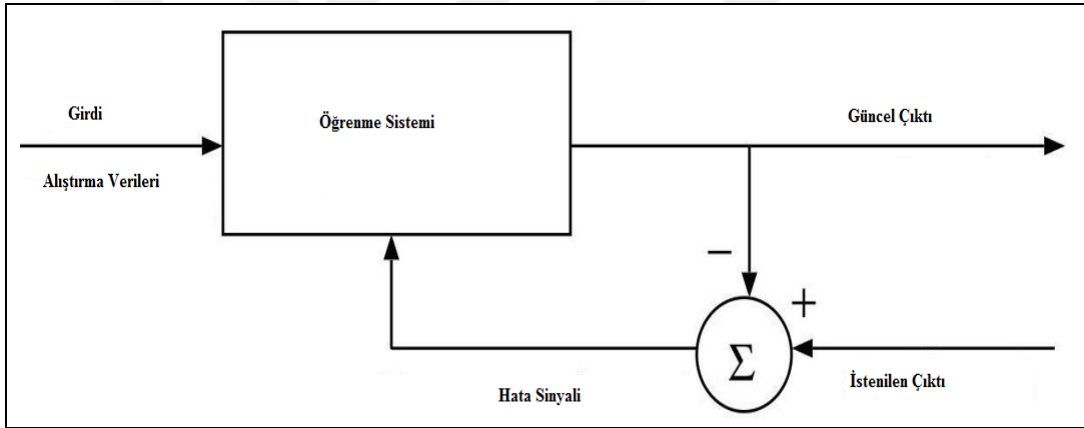 Girdi
Öğrenme Sistemi
Güncel Çıktı
Alıştırma Verileri
−
+
Σ
Hata Sinyali
İstenilen Çıktı